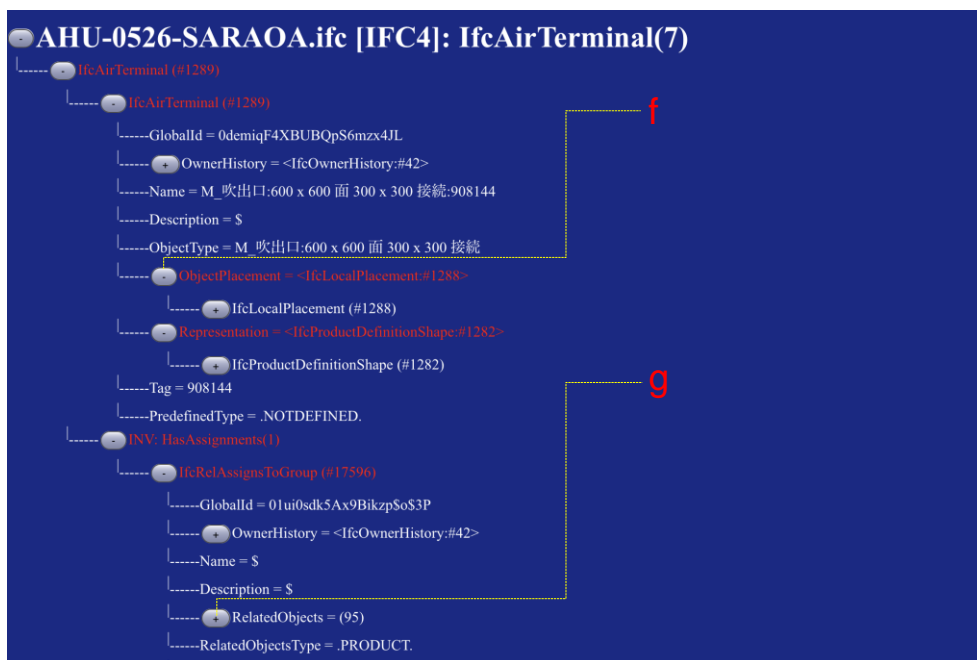 AHU-0526-SARAOA.ifc [IFC4]: IfcAirTerminal(7)
IfcAirTerminal (#1289)
IfcAirTerminal (#1289)
f
GlobalId = 0demiqF4XBUBQpS6mzx4JL
OwnerHistory = <IfcOwnerHistory:#42>
Name = M_吹出口:600 x 600 面 300 x 300 接続:908144
Description = $
ObjectType = M_吹出口:600 x 600 面 300 x 300 接続
ObjectPlacement = <IfcLocalPlacement:#1288>
IfcLocalPlacement (#1288)
Representation = <IfcProductDefinitionShape:#1282>
IfcProductDefinitionShape (#1282)
g
Tag = 908144
PredefinedType = .NOTDEFINED.
INV: HasAssignments(1)
IfcRelAssignsToGroup (#17596)
GlobalId = 01ui0sdk5Ax9Bikzp$o$3P
OwnerHistory = <IfcOwnerHistory:#42>
Name = $
Description = $
RelatedObjects = (95)
RelatedObjectsType = .PRODUCT.